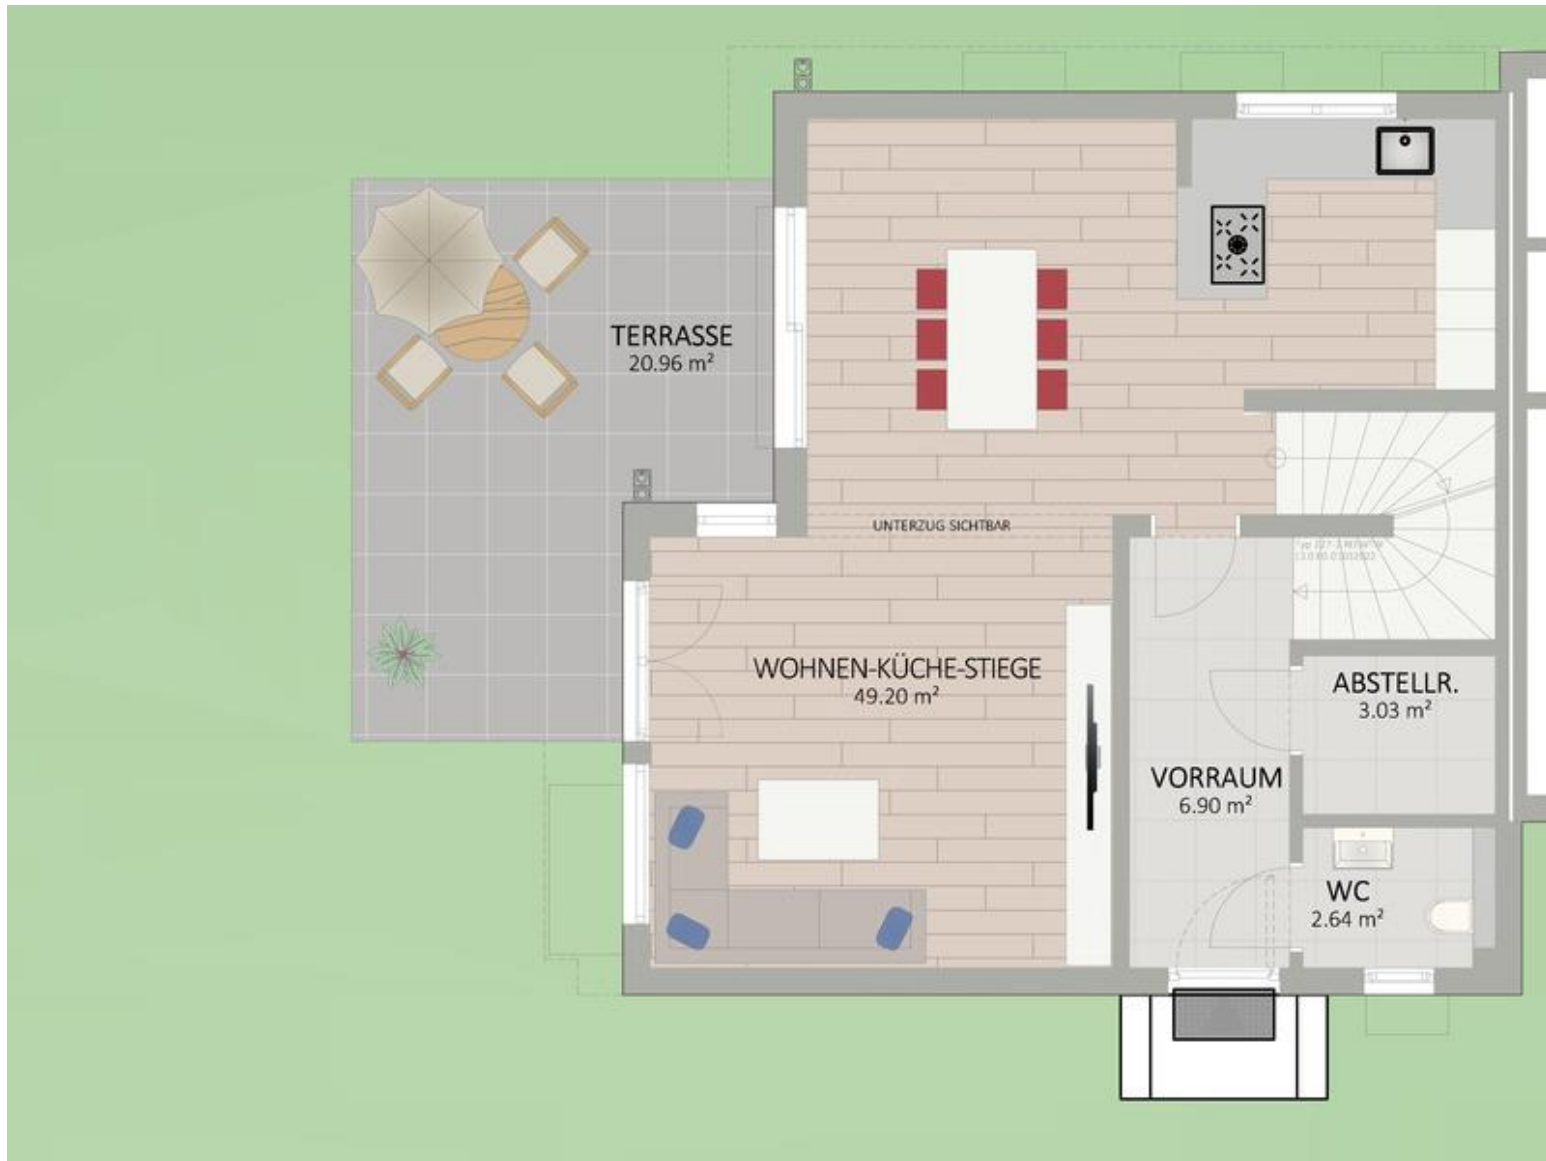 TERRASSE
20.96 m²
UNTERZUG SICHTBAR
WOHNEN-KÜCHE-STIEGE
49.20 m²
ABSTELLR.
3.03 m²
VORRAUM
6.90 m²
WC
2.64 m²